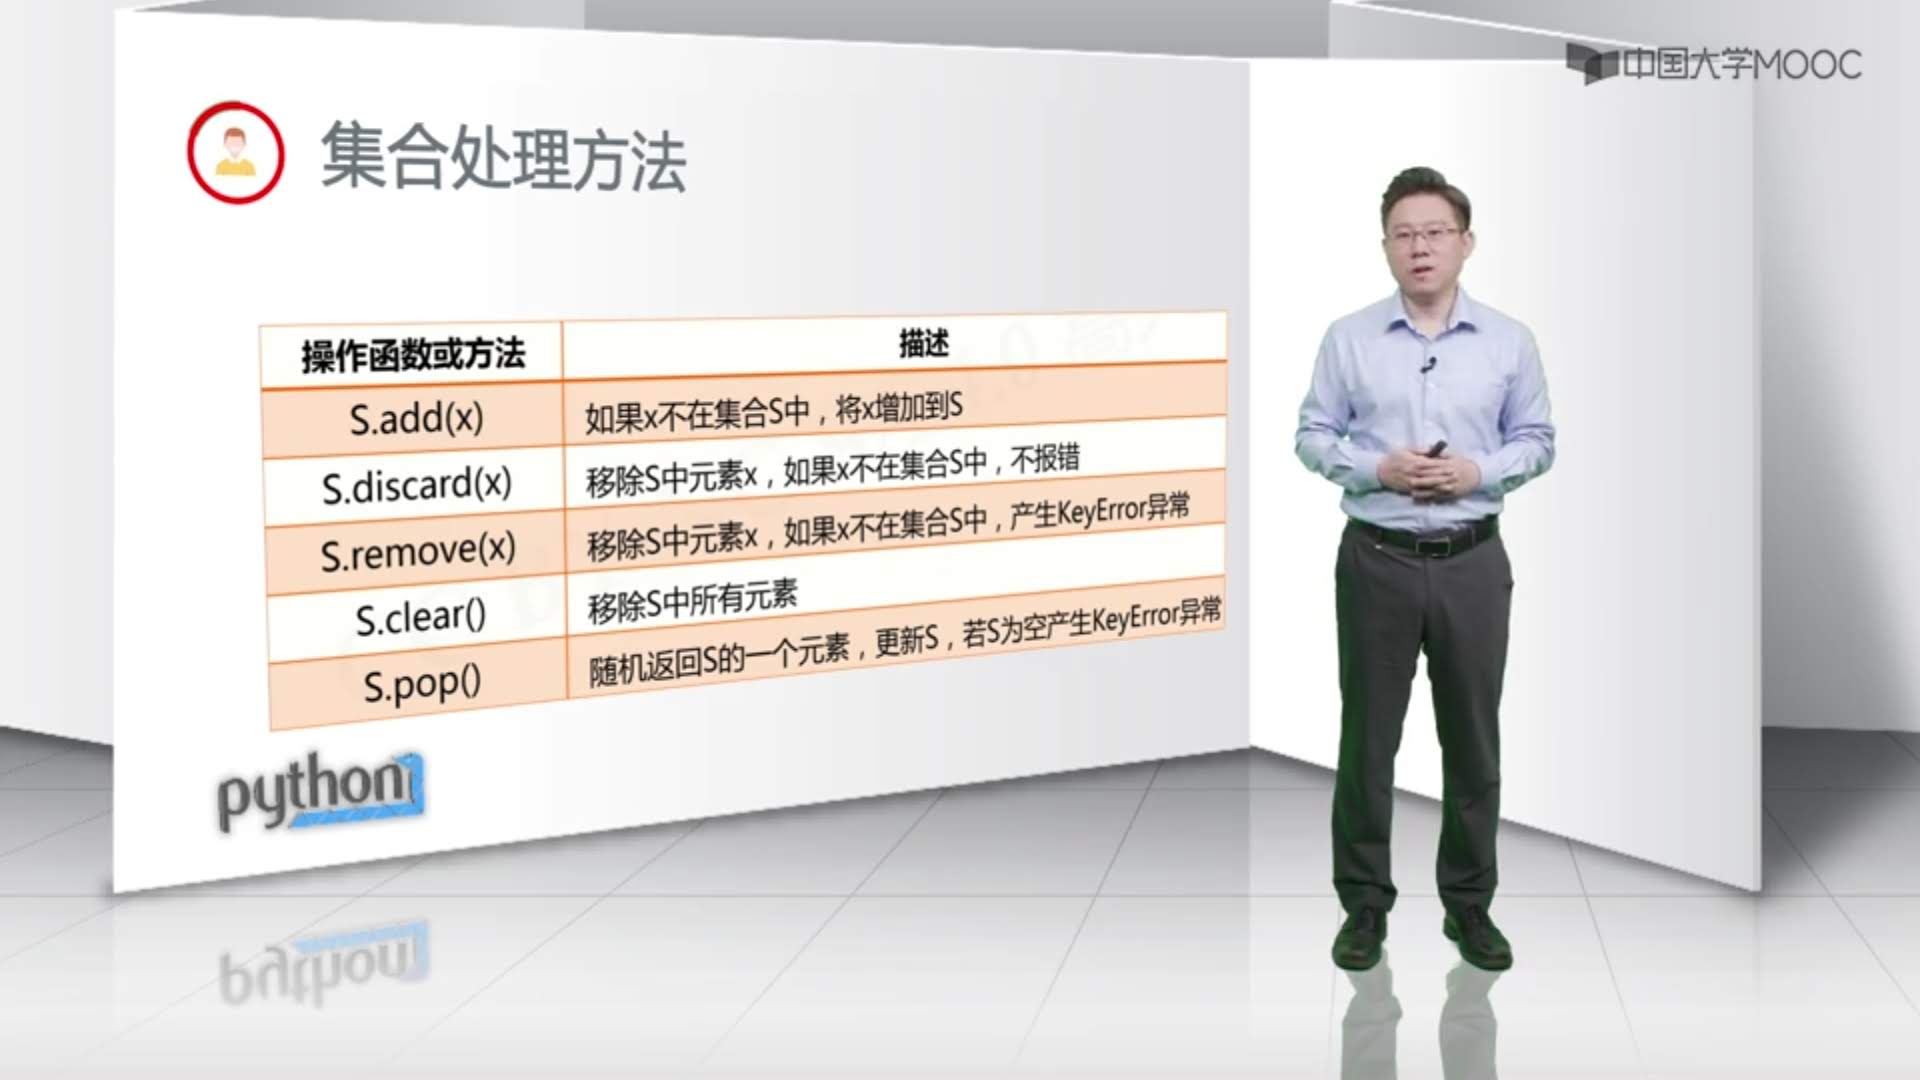 中国大学MOOC
集合处理方法
操作函数或方法 描述
S.add(x) 如果x不在集合S中，将x增加到S
S.discard(x) 移除S中元素x，如果x不在集合S中，不报错
S.remove(x) 移除S中元素x，如果x不在集合S中，产生KeyError异常
S.clear() 移除S中所有元素
S.pop() 随机返回S的一个元素，更新S，若S为空产生KeyError异常
python